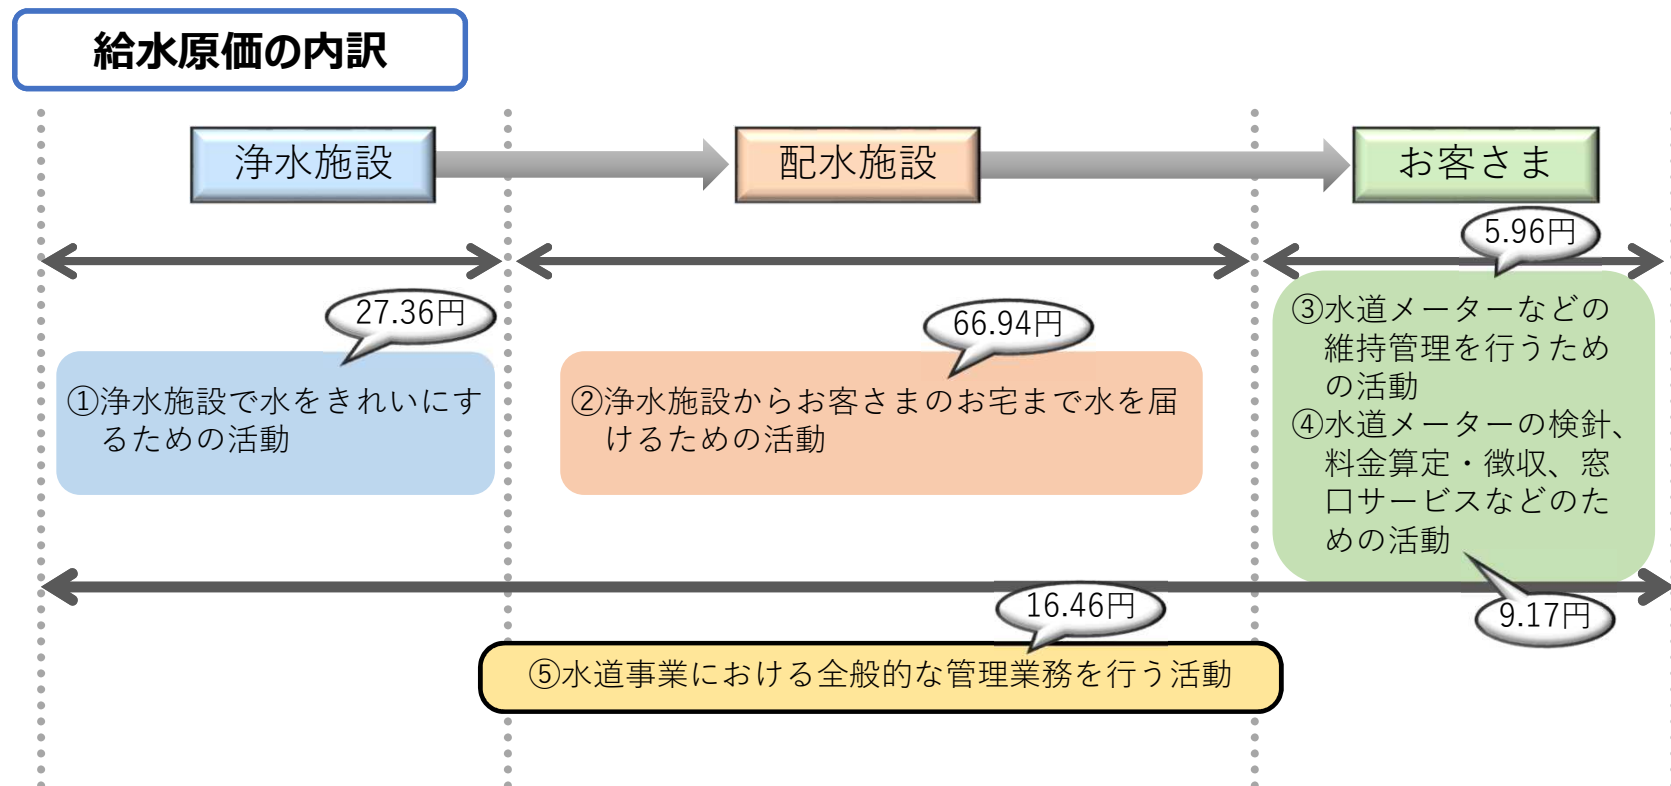 給水原価の内訳
浄水施設
配水施設
お客さま
27.36円
①浄水施設で水をきれいにす
るための活動
66.94円
②浄水施設からお客さまのお宅まで水を届
けるための活動
5.96円
③水道メーターなどの
維持管理を行うため
の活動
④水道メーターの検針、
料金算定・徴収、窓
口サービスなどのた
めの活動
9.17円
16.46円
⑤水道事業における全般的な管理業務を行う活動